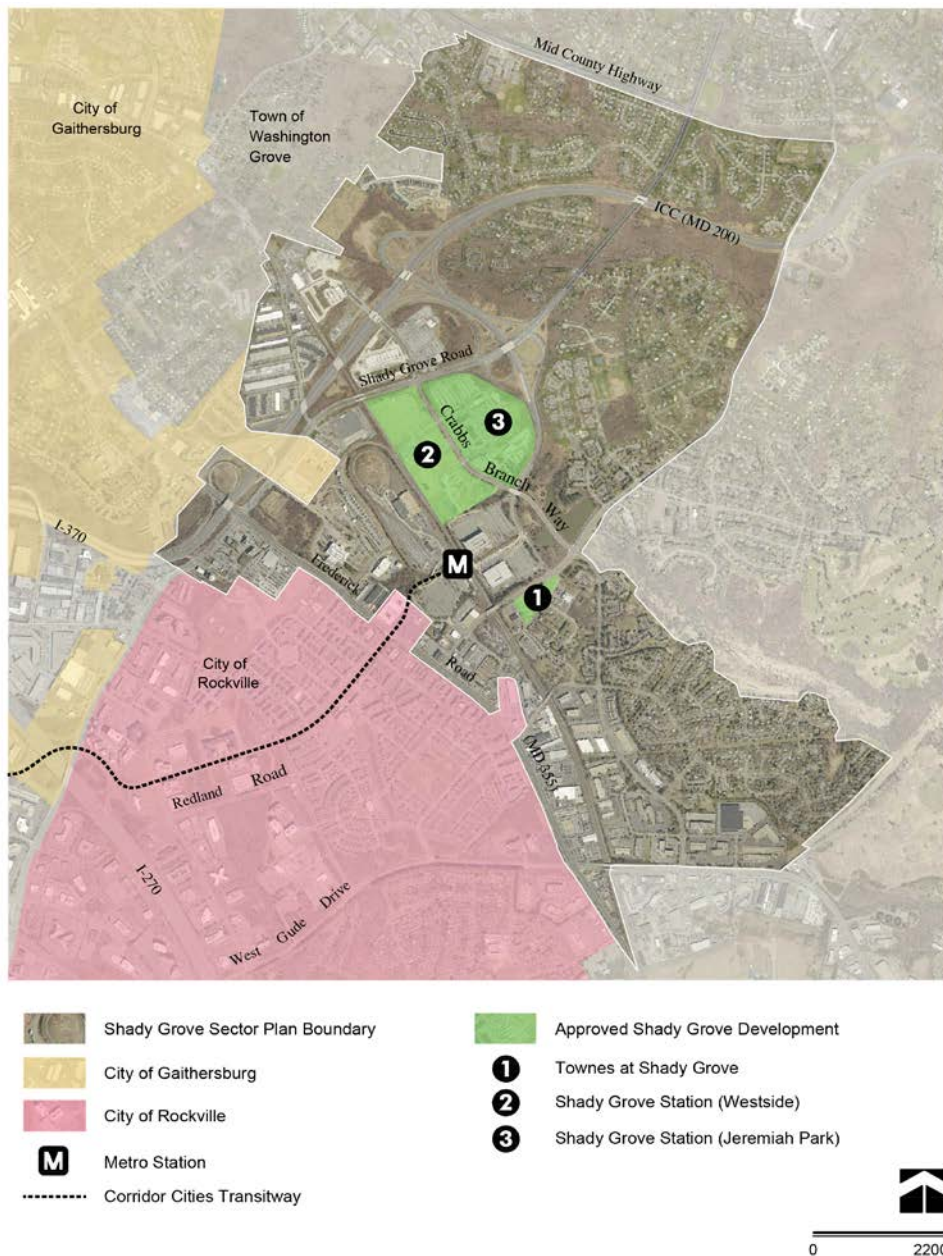 Mid County Highway
City of
Gaithersburg
Town of
Washington
Grove
ICC (MD 200)
Shady Grove Road
3
Crabbs
2
Branch
Way
I-370
Frederick
M
1
City of
Rockville
Road
(MD 355)
Redland Road
I-270
West Gude Drive
Shady Grove Sector Plan Boundary
City of Gaithersburg
City of Rockville
M Metro Station
Corridor Cities Transitway
Approved Shady Grove Development
1 Townes at Shady Grove
2 Shady Grove Station (Westside)
3 Shady Grove Station (Jeremiah Park)
0 2200